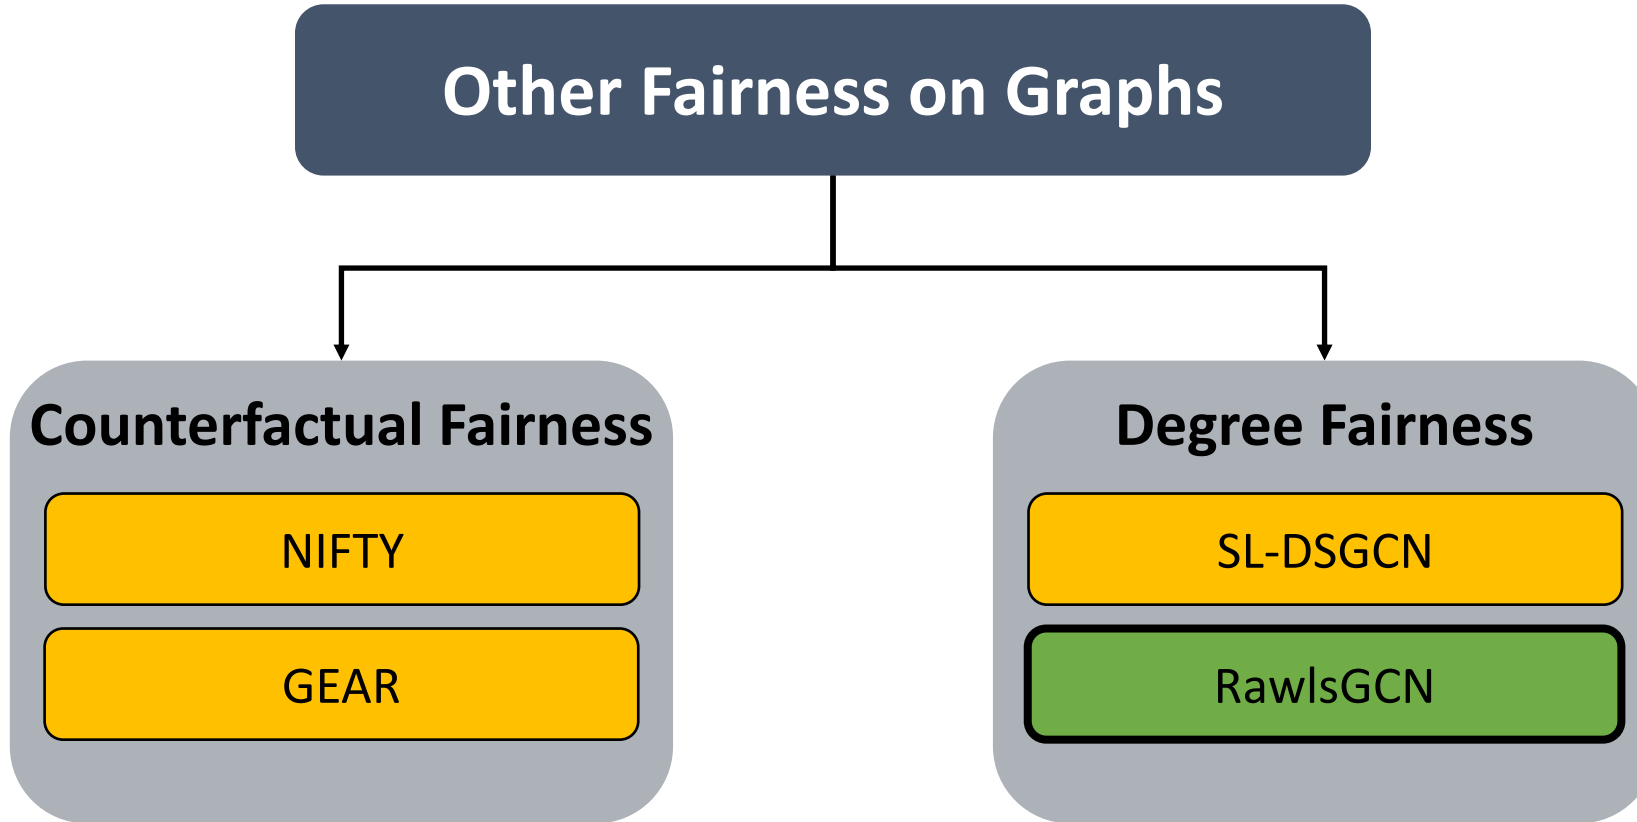 Other Fairness on Graphs
Counterfactual Fairness
NIFTY
GEAR
Degree Fairness
SL-DSGCN
RawlsGCN